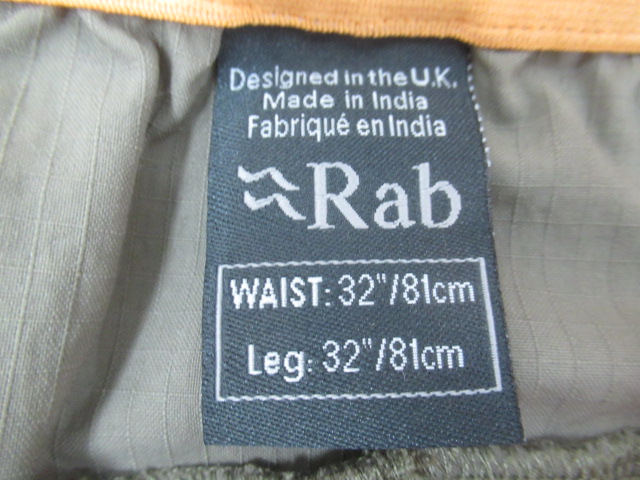 Designed in the U.K.
Made in India
Fabriqué en India
Rab
WAIST: 32"/81cm
Leg: 32"/81cm